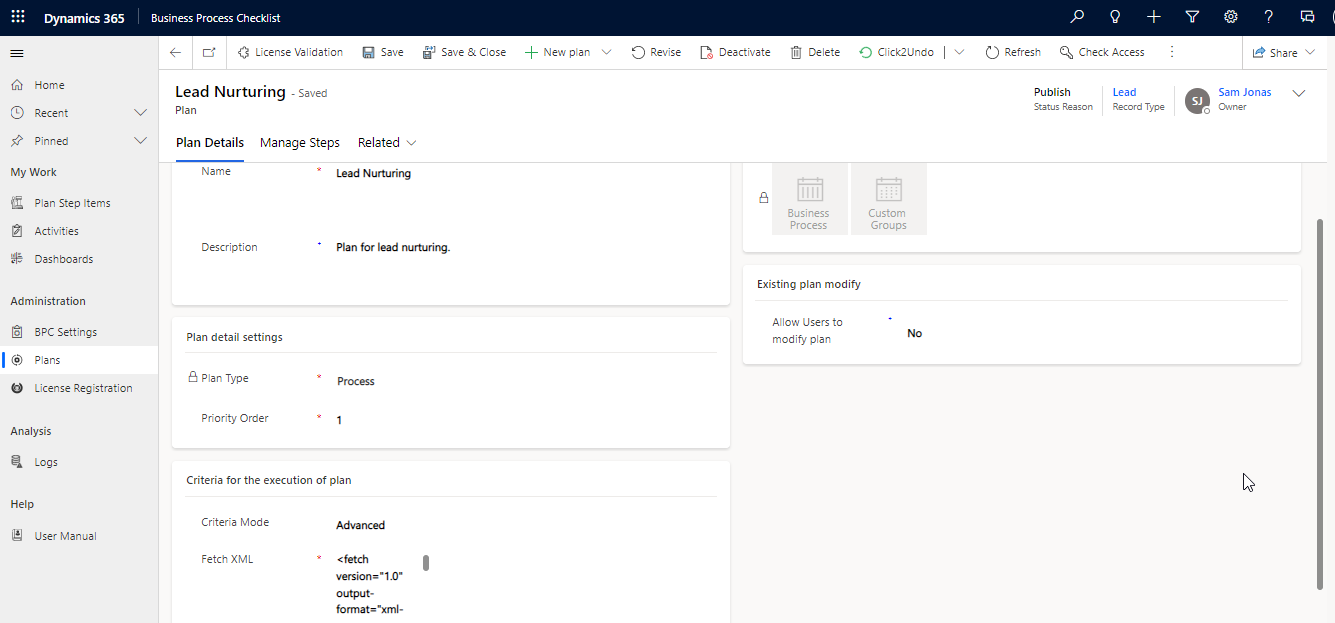 Dynamics 365 Business Process Checklist
License Validation Save Save & Close New plan Revise Deactivate Delete Click2Undo Refresh Check Access Share
Home
Recent
Pinned
My Work
Plan Step Items
Activities
Dashboards
Administration
BPC Settings
Plans
License Registration
Analysis
Logs
Help
User Manual
Lead Nurturing - Saved
Plan
Publish
Status Reason
Lead
Record Type
SJ
Sam Jonas
Owner
Plan Details Manage Steps Related
Name * Lead Nurturing
Description Plan for lead nurturing.
Plan detail settings
Plan Type * Process
Priority Order * 1
Criteria for the execution of plan
Criteria Mode Advanced
Fetch XML * <fetch
version="1.0"
output-
format="xml-
Business
Process
Custom
Groups
Existing plan modify
Allow Users to
modify plan
No